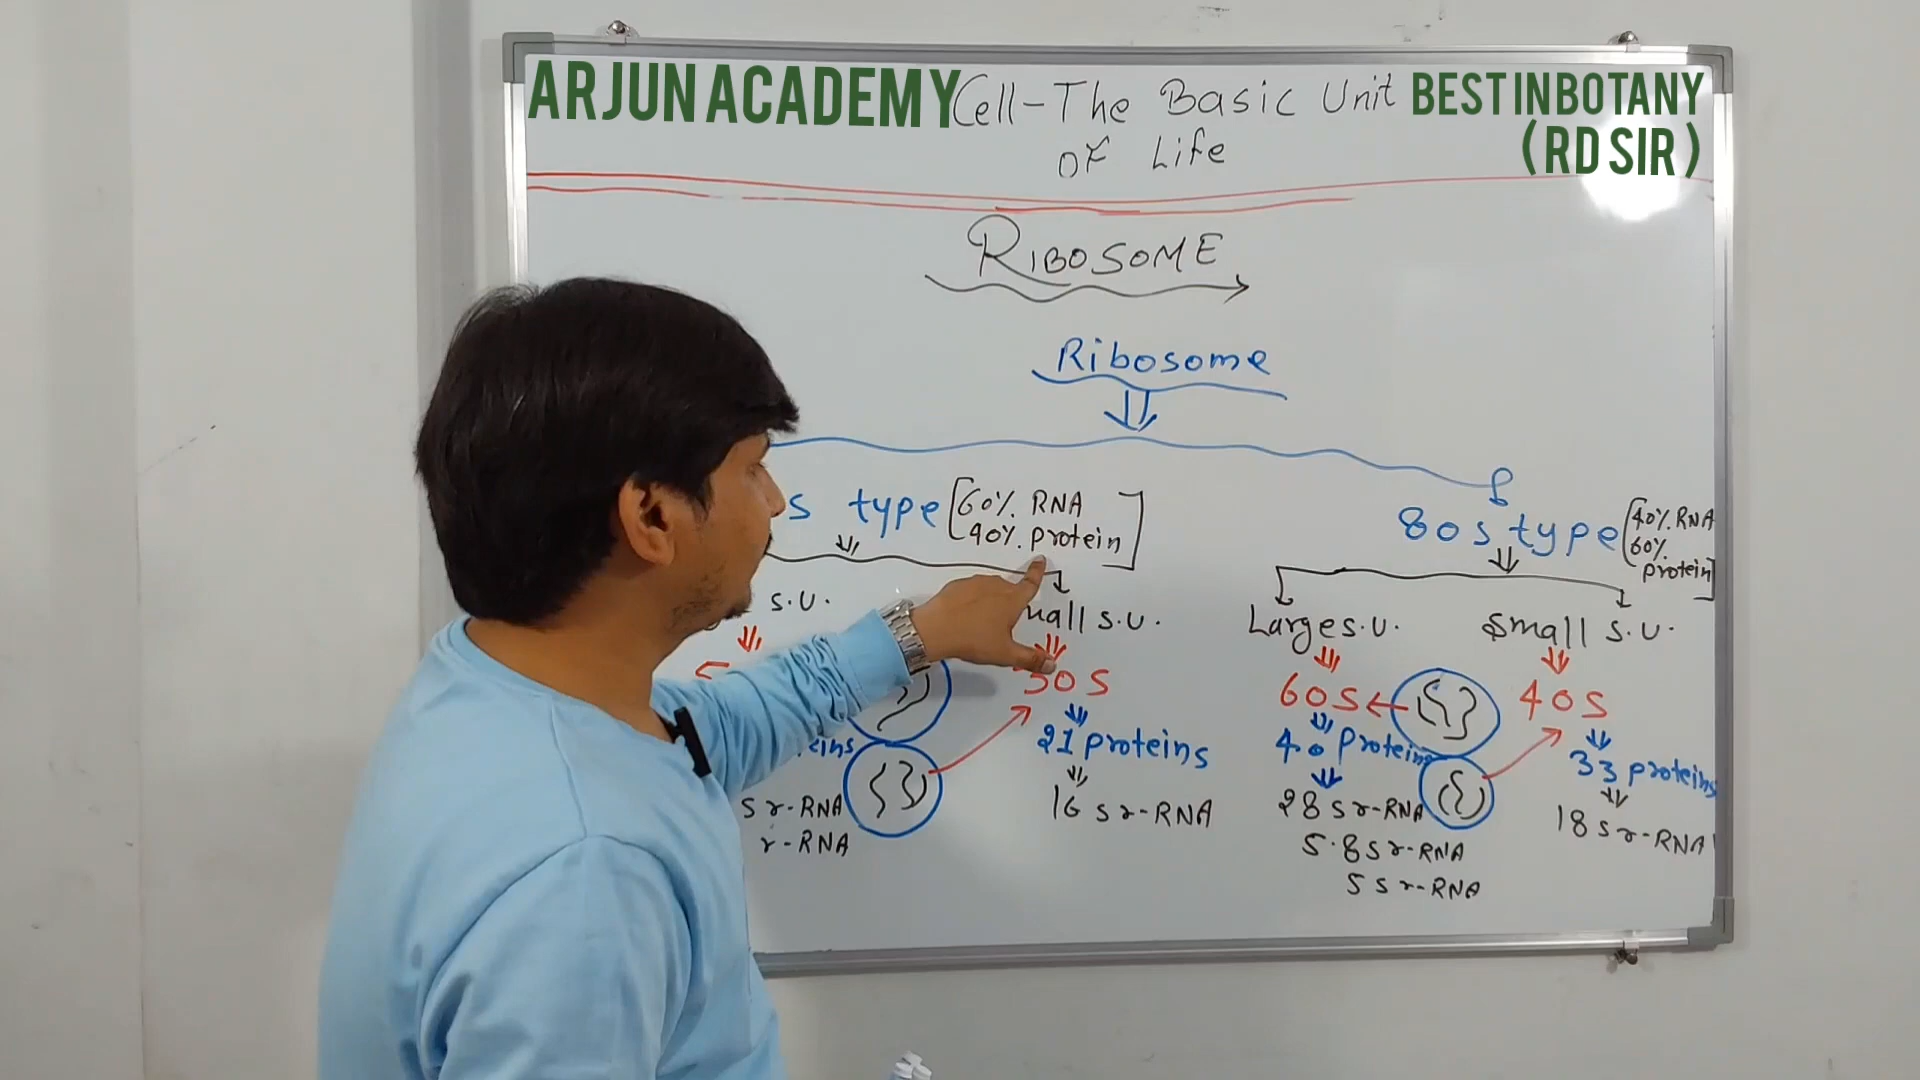 ARJUN ACADEMY
Cell-The Basic Unit
of Life
BEST IN BOTANY
(RD SIR)
RIBOSOME
Ribosome
s type [60% RNA
40% protein]
80s type [40% RNA
60%
protein]
s.u.
small s.u.
Large s.u.
Small s.u.
30s
60s
40s
21 proteins
40 proteins
33 proteins
s r-RNA
r-RNA
16 s r-RNA
28 s r-RNA
5.8 s r-RNA
5 s r-RNA
18 s r-RNA